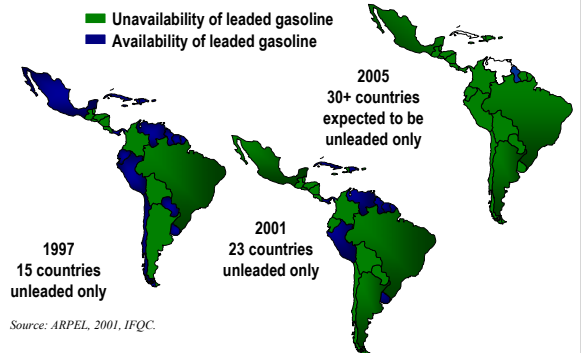 Unavailability of leaded gasoline
Availability of leaded gasoline
2005
30+ countries
expected to be
unleaded only
2001
23 countries
unleaded only
1997
15 countries
unleaded only
Source: ARPEL, 2001, IFQC.